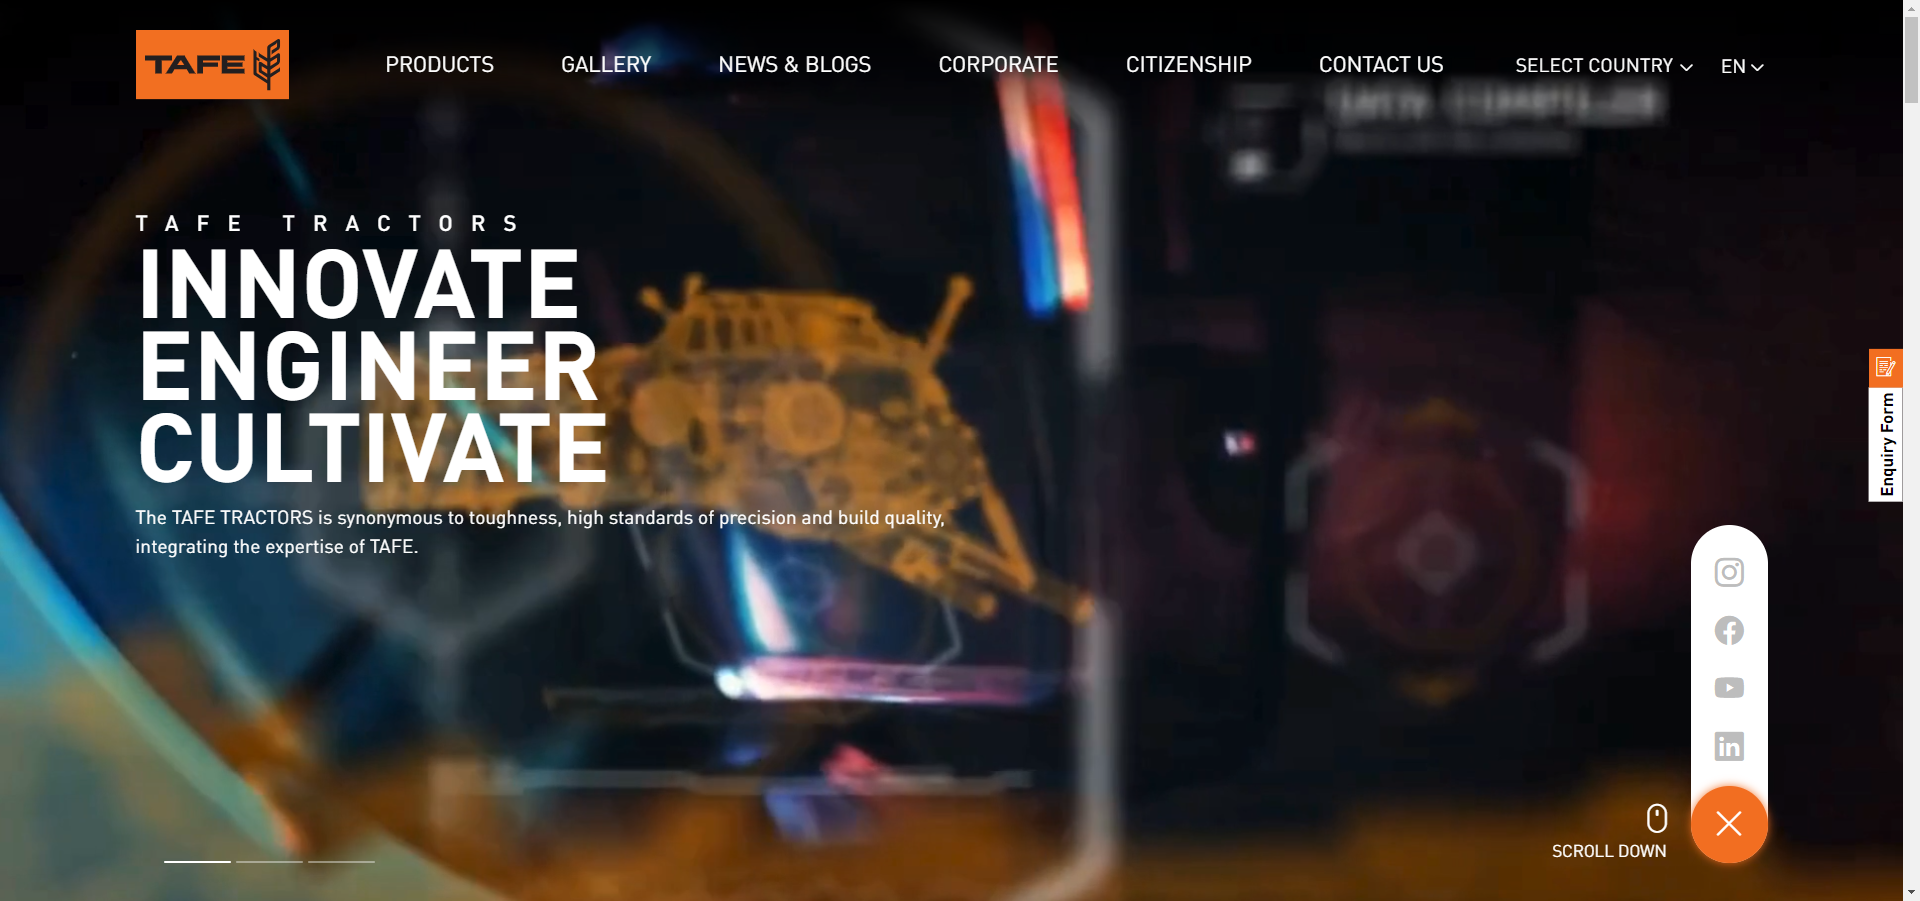 TAFE
PRODUCTS
GALLERY
NEWS & BLOGS
CORPORATE
CITIZENSHIP
CONTACT US
SELECT COUNTRY
EN
TAFE TRACTORS
INNOVATE
ENGINEER
CULTIVATE
The TAFE TRACTORS is synonymous to toughness, high standards of precision and build quality,
integrating the expertise of TAFE.
Enquiry Form
SCROLL DOWN